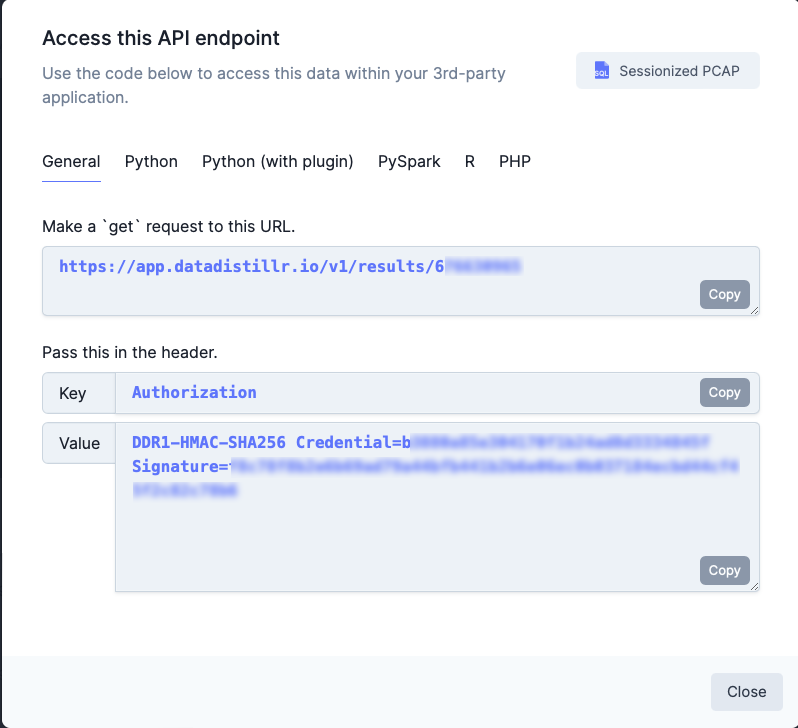 Access this API endpoint
Use the code below to access this data within your 3rd-party
application.
SQL
Sessionized PCAP
General
Python
Python (with plugin)
PySpark
R
PHP
Make a `get` request to this URL.
https://app.datadistillr.io/v1/results/6
Copy
Pass this in the header.
Key
Authorization
Copy
Value
DDR1-HMAC-SHA256 Credential=b
Signature=
Copy
Close